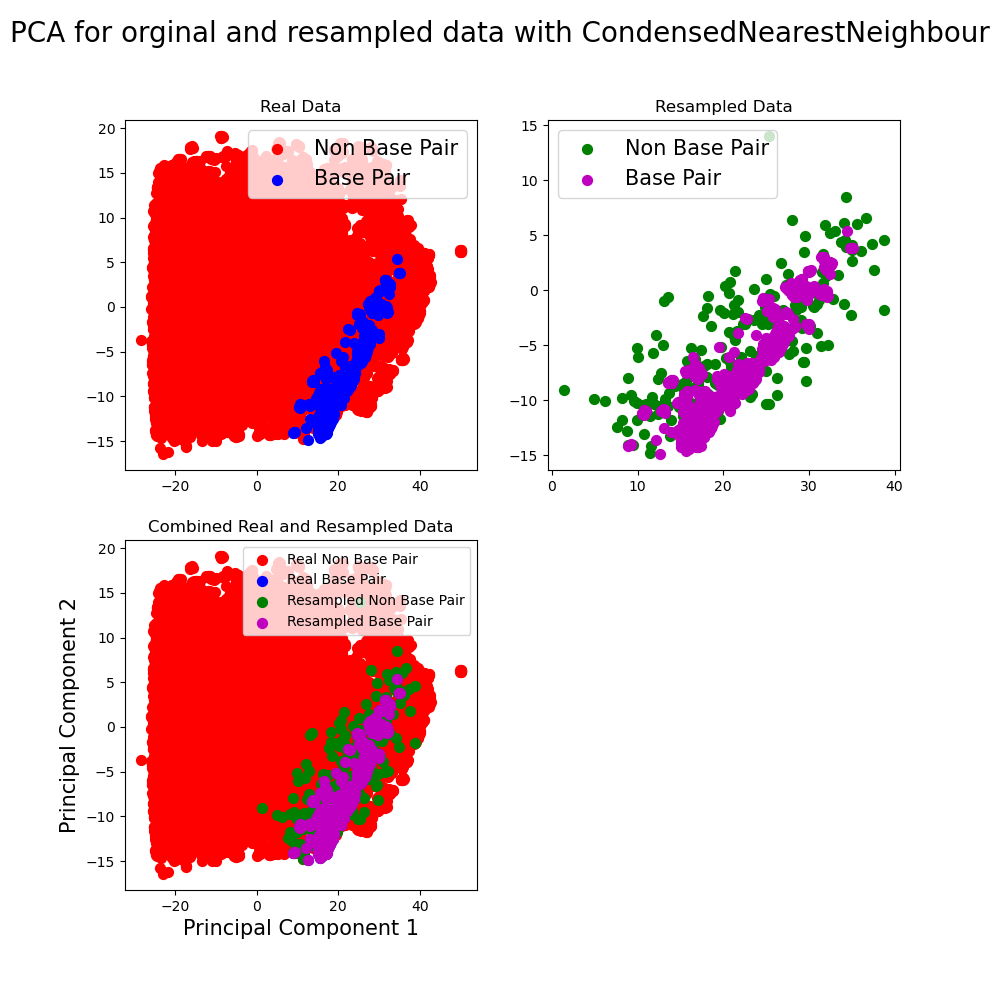 PCA for orginal and resampled data with CondensedNearestNeighbour
Real Data
Non Base Pair
Base Pair
20
15
10
5
0
−5
−10
−15
−20
0
20
40
Resampled Data
Non Base Pair
Base Pair
15
10
5
0
−5
−10
−15
0
10
20
30
40
Combined Real and Resampled Data
Real Non Base Pair
Real Base Pair
Resampled Non Base Pair
Resampled Base Pair
Principal Component 2
20
15
10
5
0
−5
−10
−15
−20
0
20
40
Principal Component 1